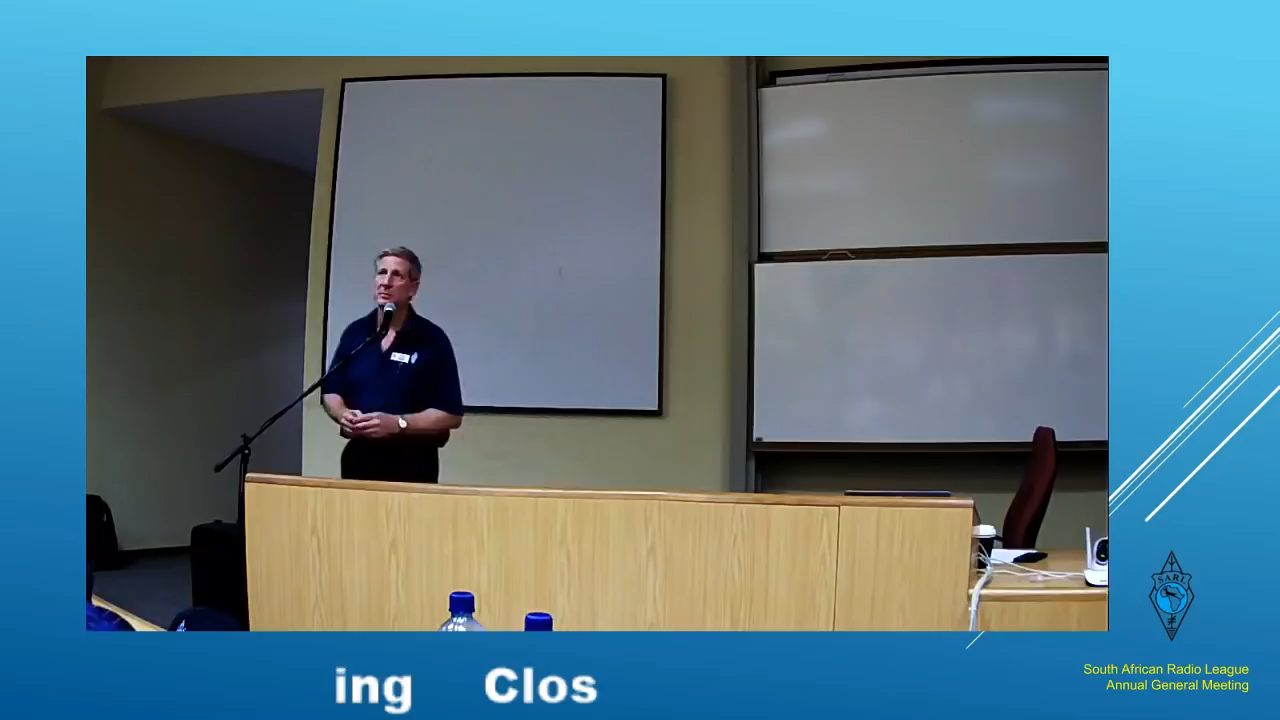 SARL
South African Radio League
Annual General Meeting
ing Clos